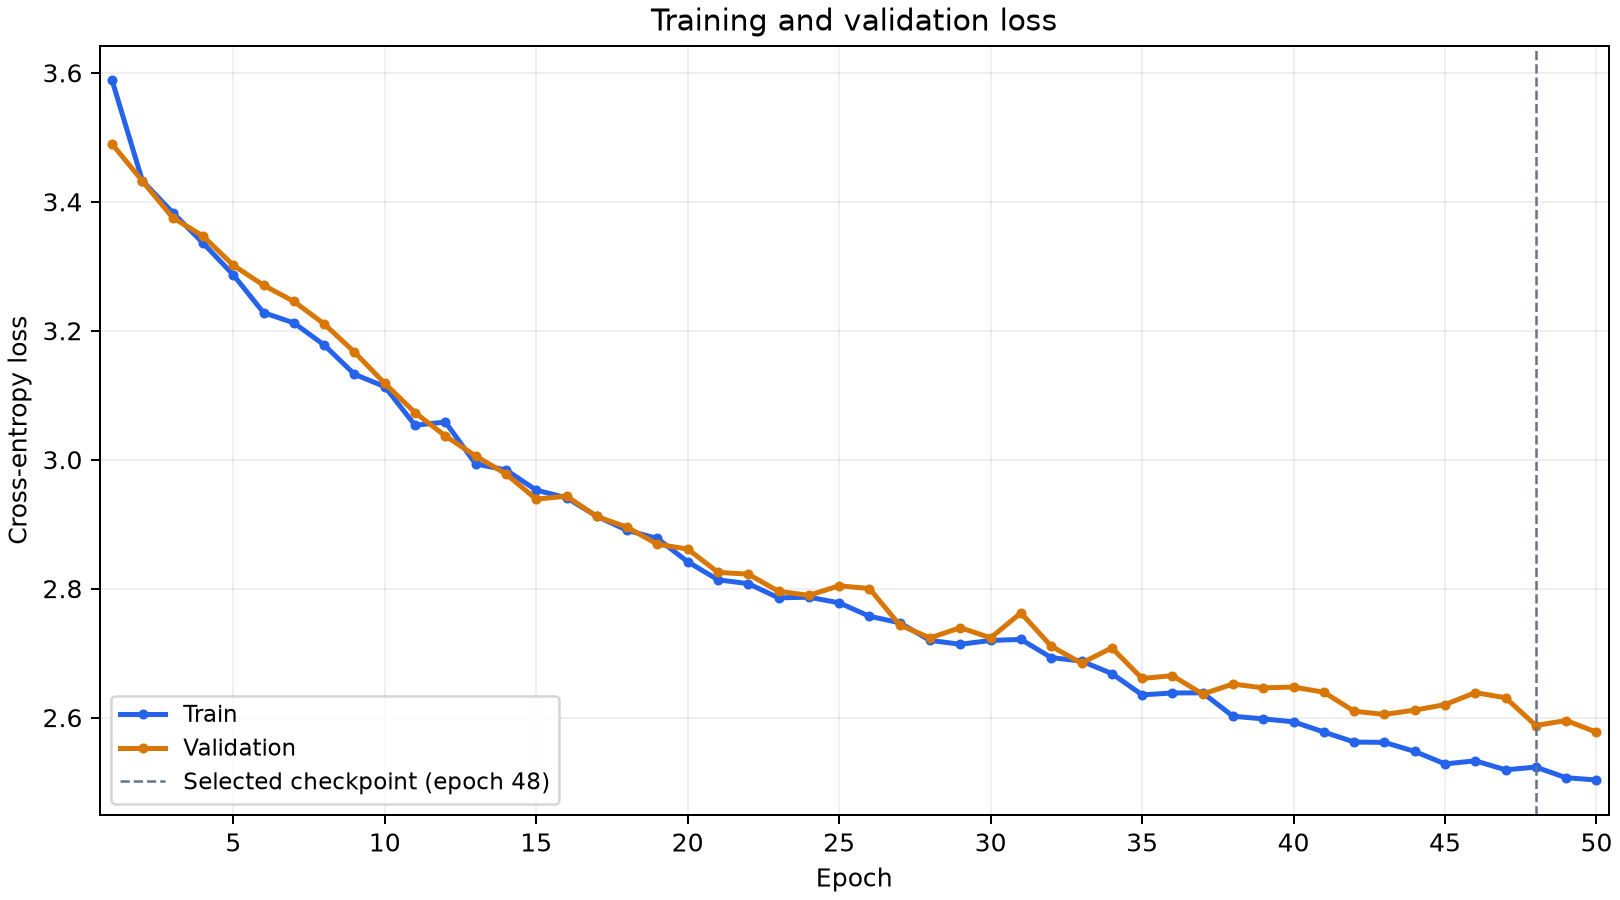 Training and validation loss
3.6
3.4
3.2
3.0
2.8
2.6
Cross-entropy loss
Train
Validation
Selected checkpoint (epoch 48)
5 10 15 20 25 30 35 40 45 50
Epoch